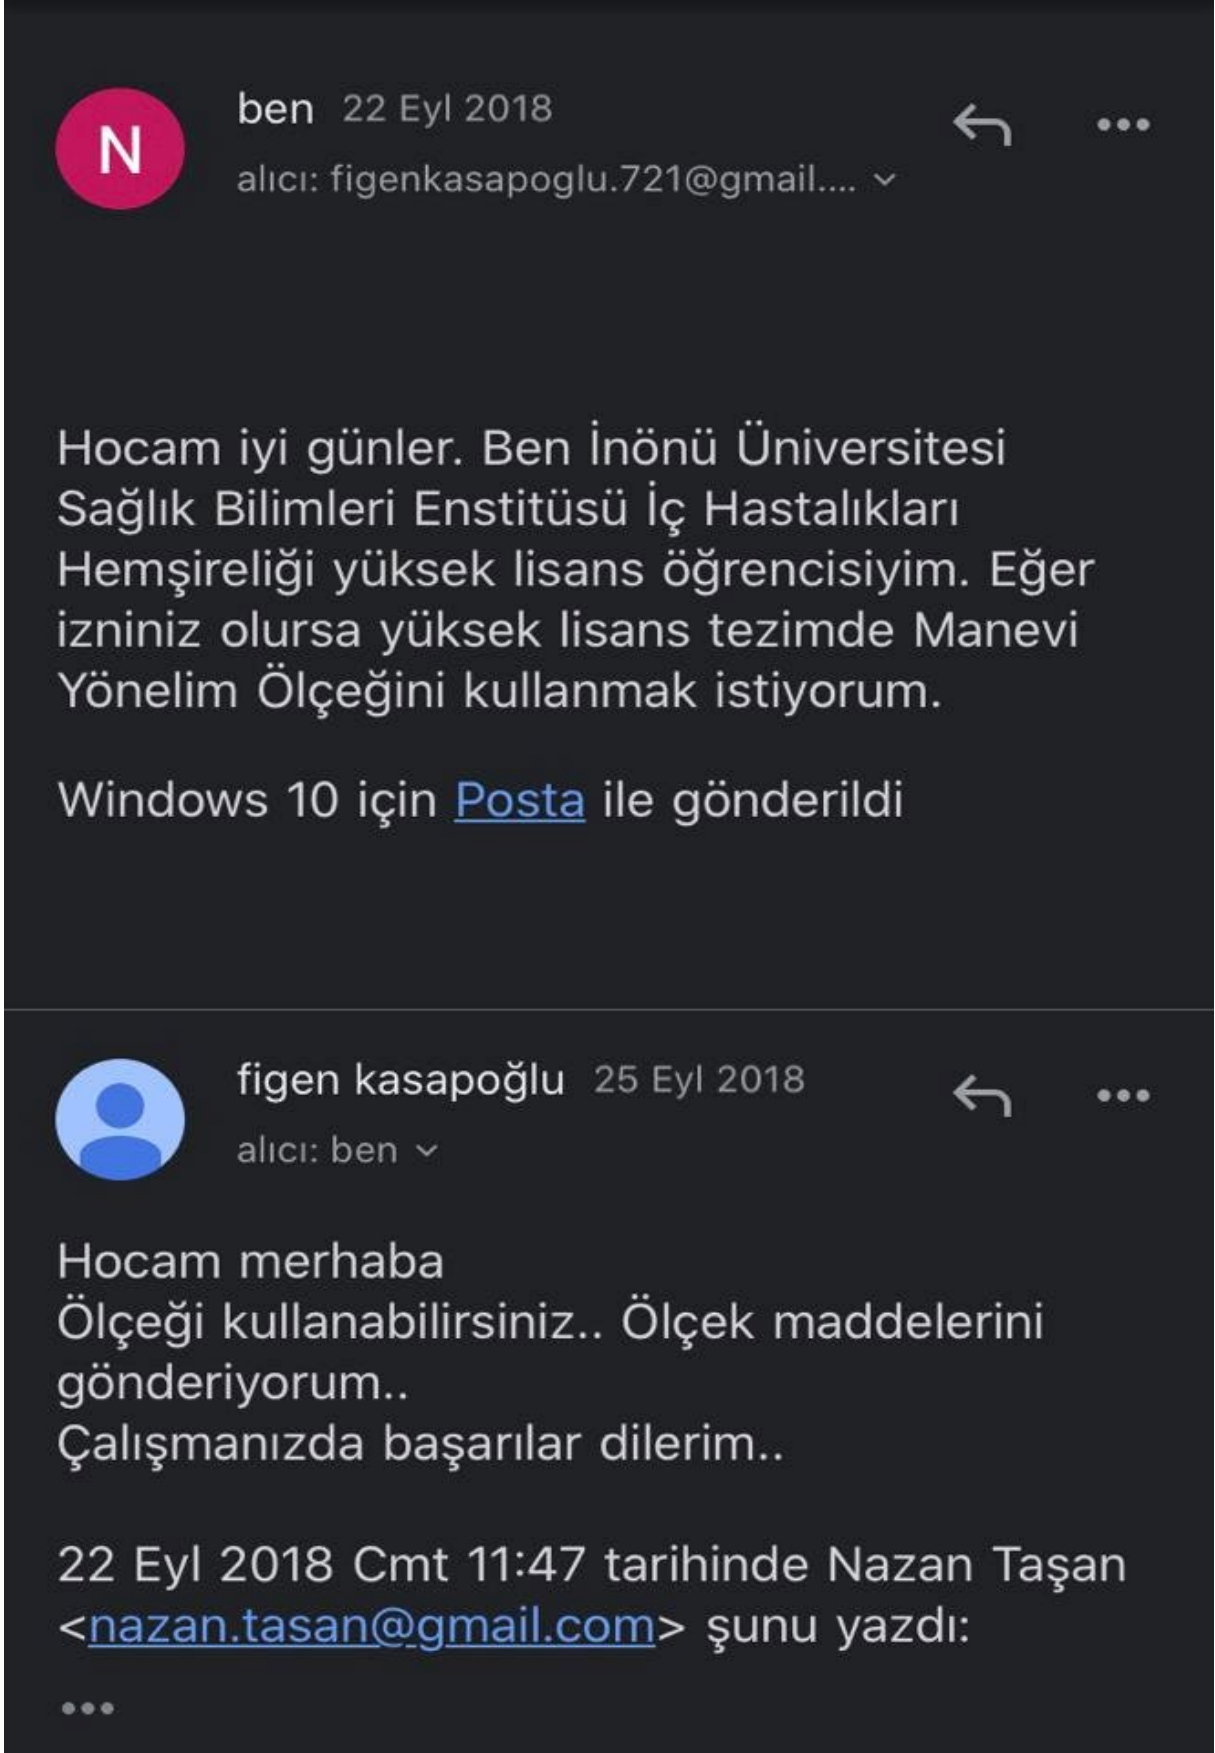 N
ben 22 Eyl 2018
alıcı: figenkasapoglu.721@gmail....
Hocam iyi günler. Ben İnönü Üniversitesi
Sağlık Bilimleri Enstitüsü İç Hastalıkları
Hemşireliği yüksek lisans öğrencisiyim. Eğer
izniniz olursa yüksek lisans tezimde Manevi
Yönelim Ölçeğini kullanmak istiyorum.
Windows 10 için Posta ile gönderildi
figen kasapoğlu 25 Eyl 2018
alıcı: ben
Hocam merhaba
Ölçeği kullanabilirsiniz.. Ölçek maddelerini
gönderiyorum..
Çalışmanızda başarılar dilerim..
22 Eyl 2018 Cmt 11:47 tarihinde Nazan Taşan
<nazan.tasan@gmail.com> şunu yazdı: